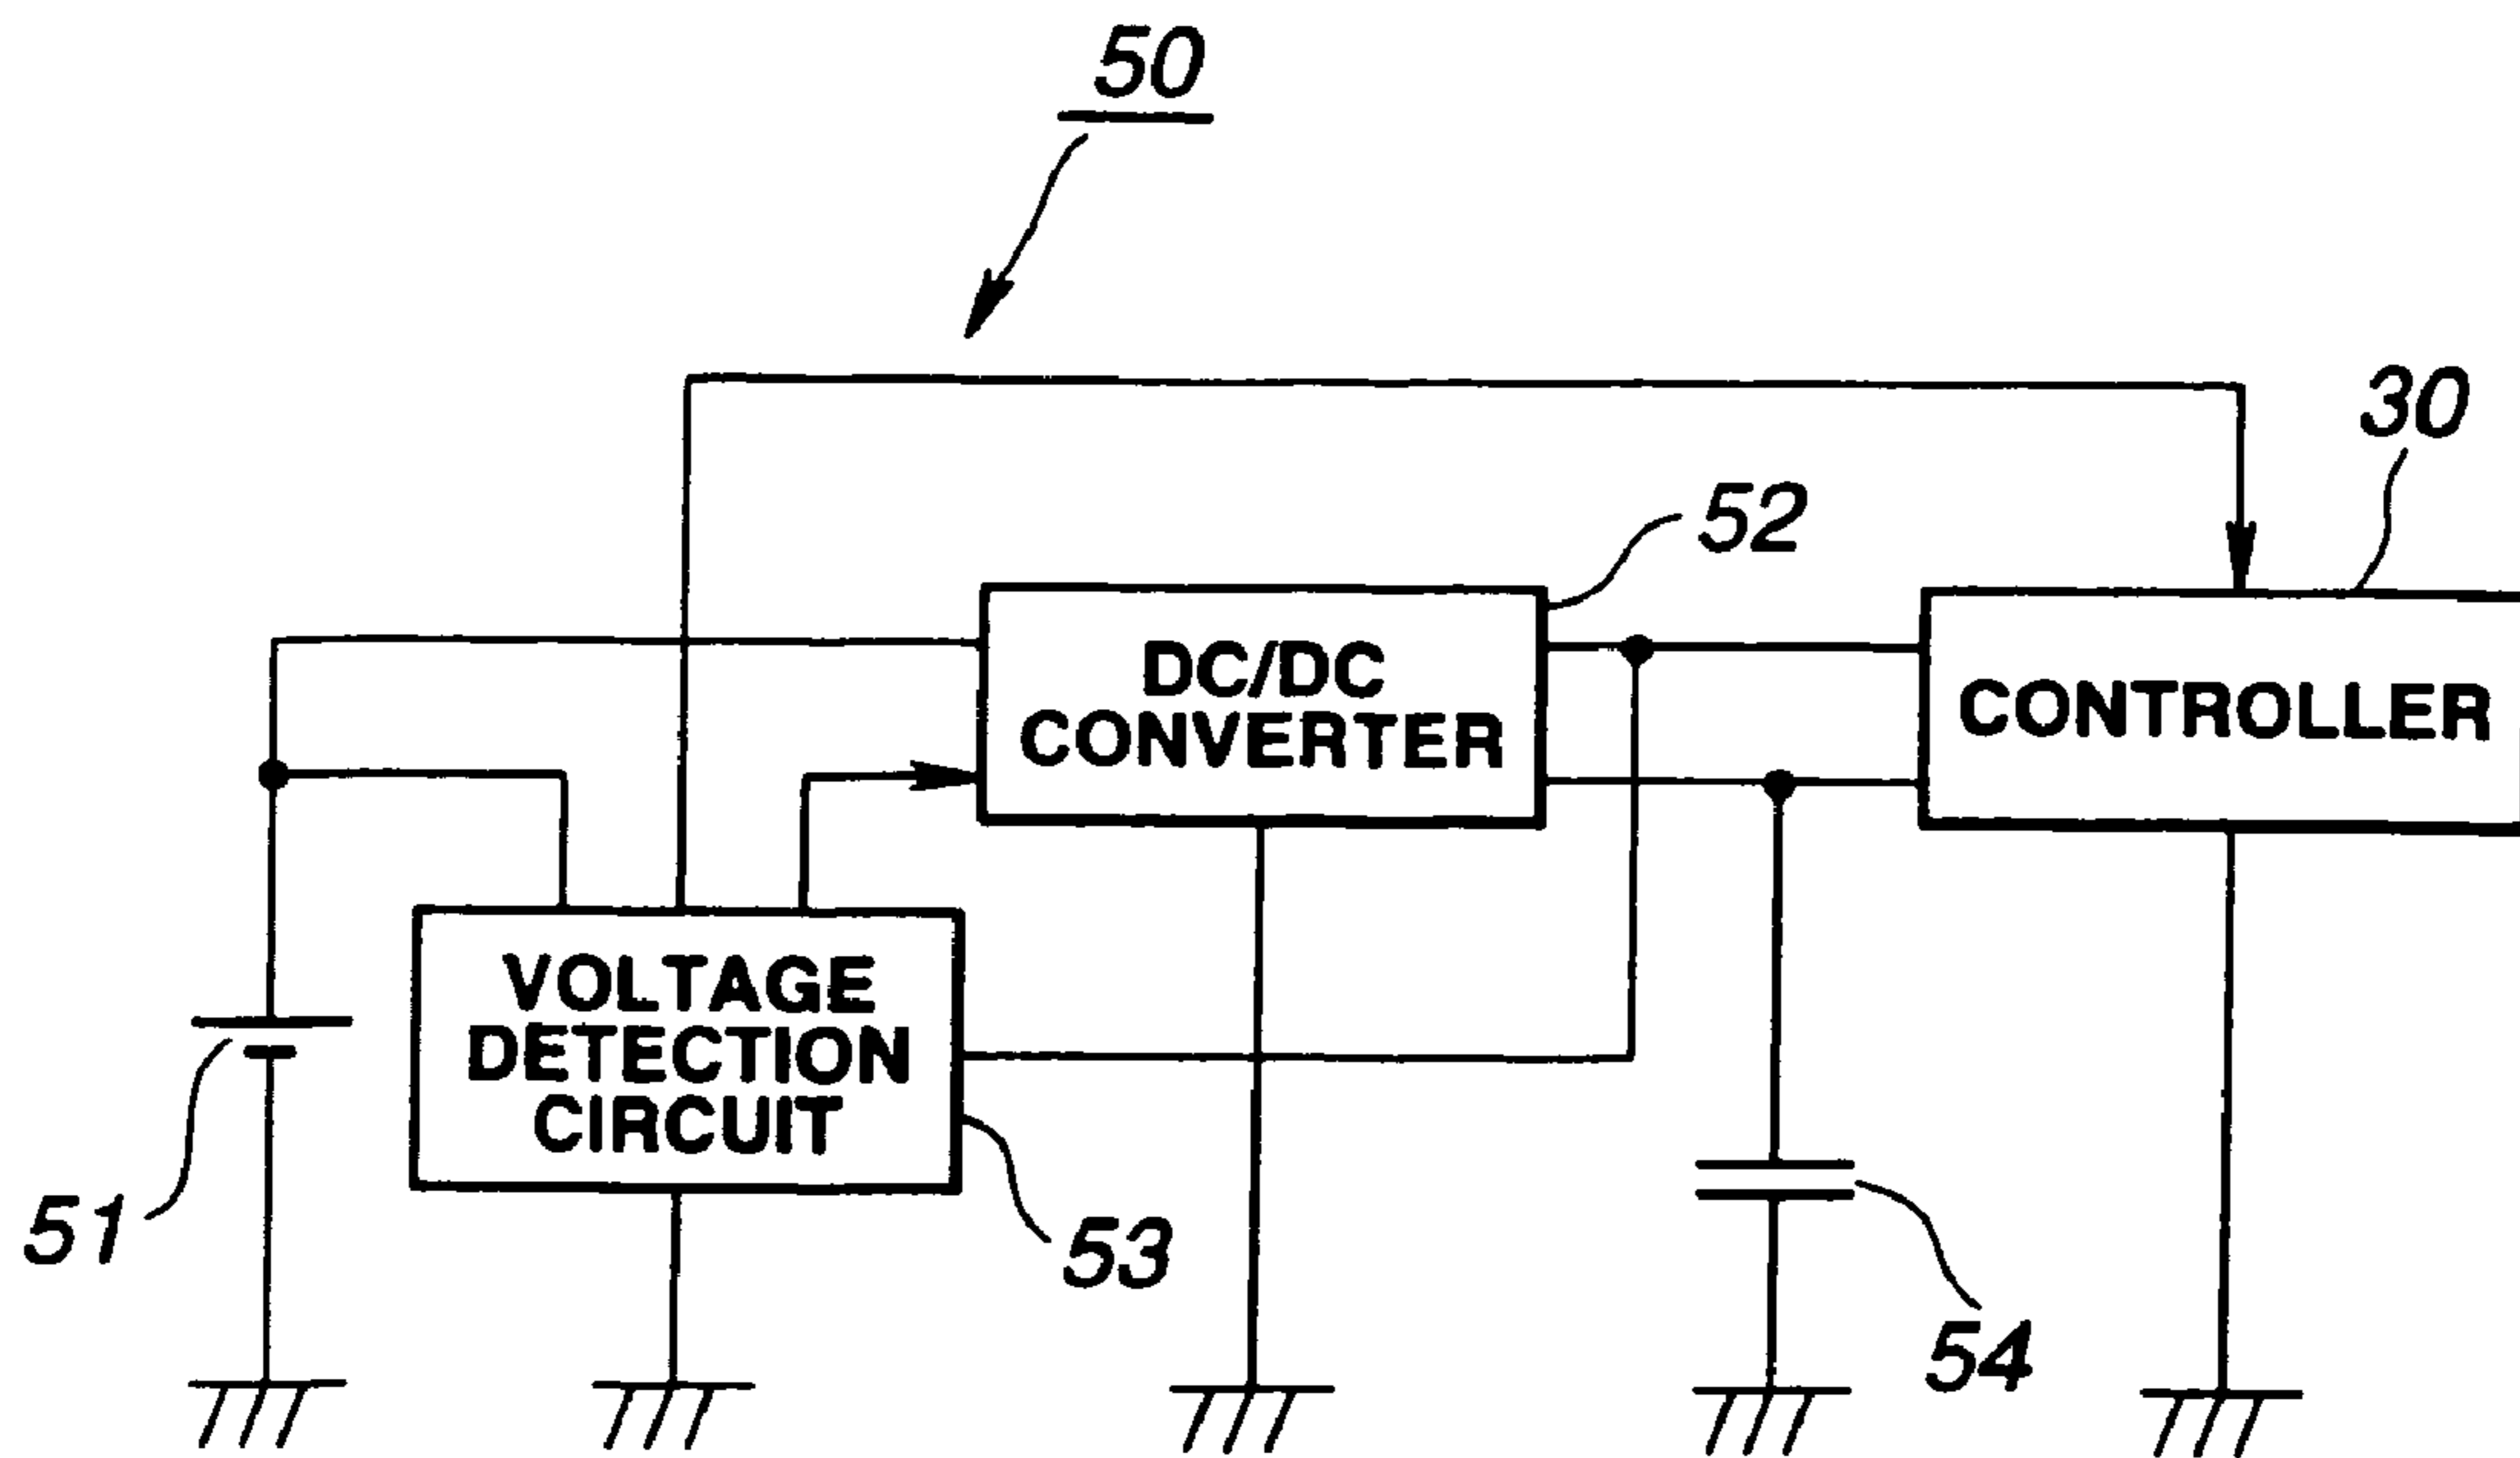 50
30
52
DC/DC
CONVERTER
CONTROLLER
VOLTAGE
DETECTION
CIRCUIT
51
53
54